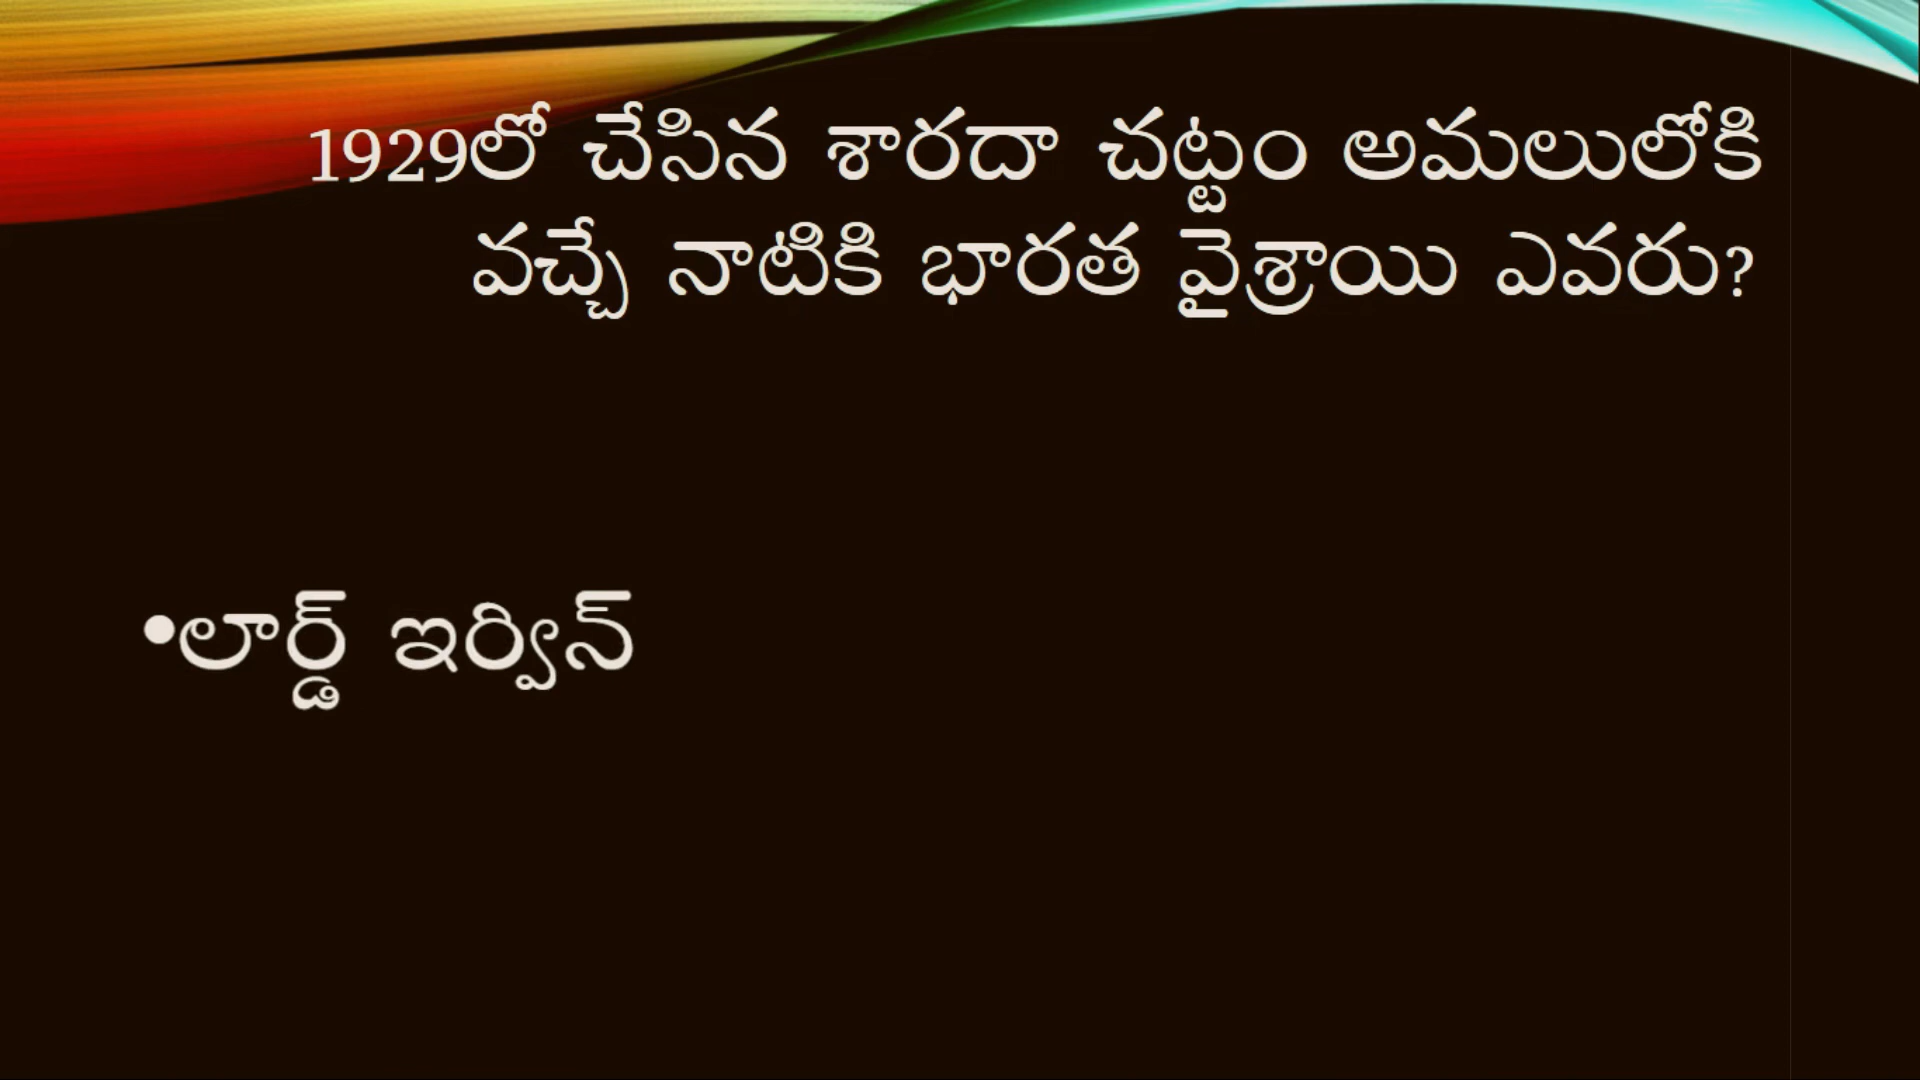 1929లో చేసిన శారదా చట్టం అమలులోకి
వచ్చే నాటికి భారత వైశ్రాయి ఎవరు?
•లార్డ్ ఇర్విన్